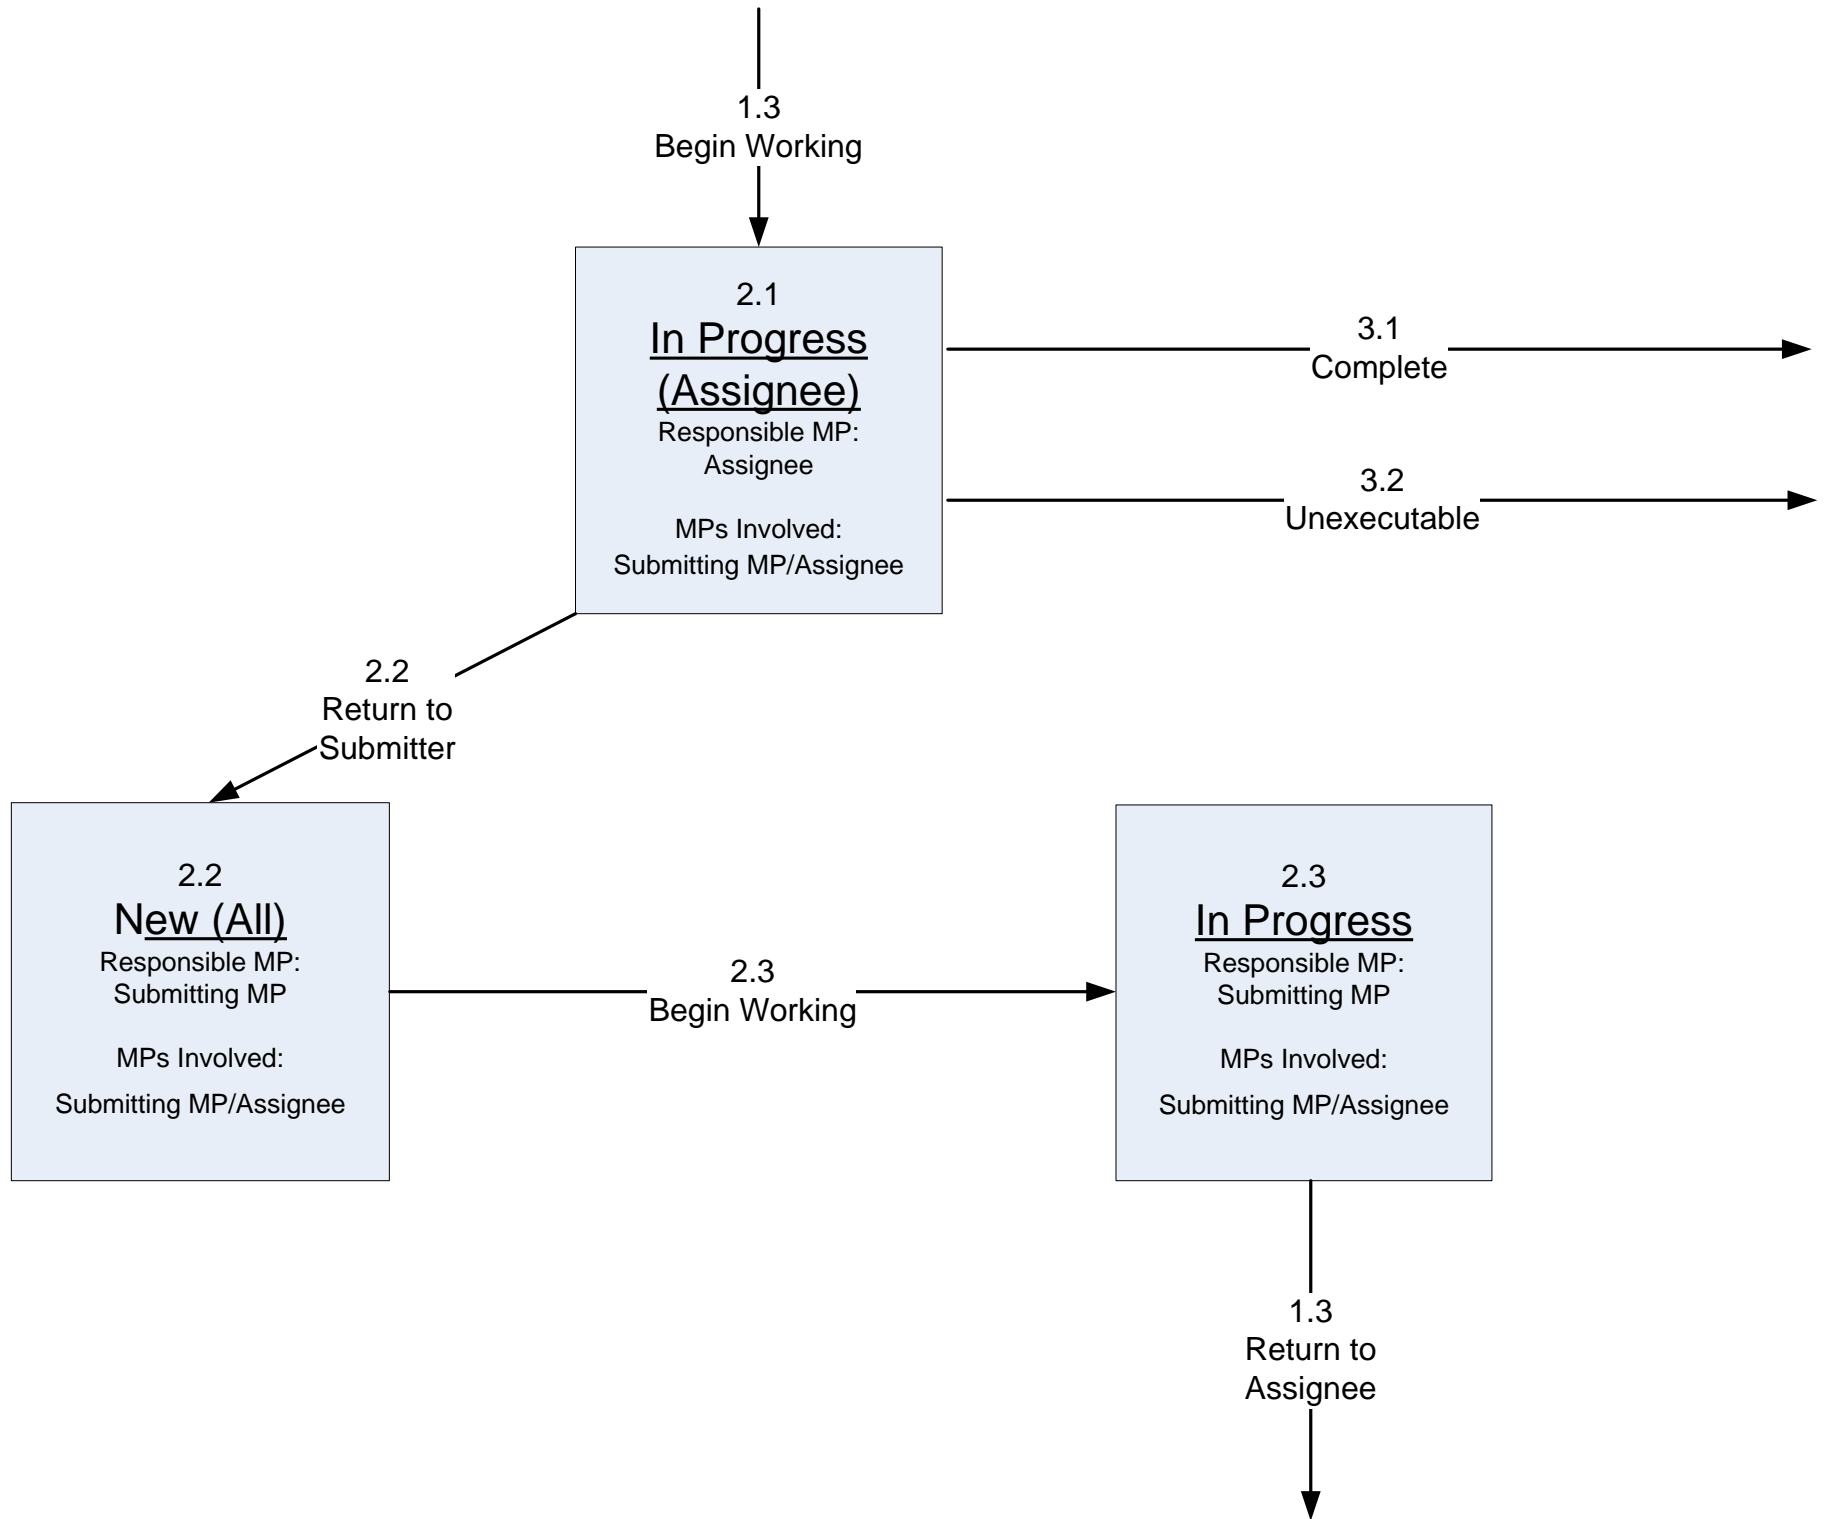 1.3
Begin Working
2.1
In Progress
(Assignee)
Responsible MP:
Assignee
MPs Involved:
Submitting MP/Assignee
3.1
Complete
3.2
Unexecutable
2.2
Return to
Submitter
2.2
New (All)
Responsible MP:
Submitting MP
MPs Involved:
Submitting MP/Assignee
2.3
Begin Working
2.3
In Progress
Responsible MP:
Submitting MP
MPs Involved:
Submitting MP/Assignee
1.3
Return to
Assignee